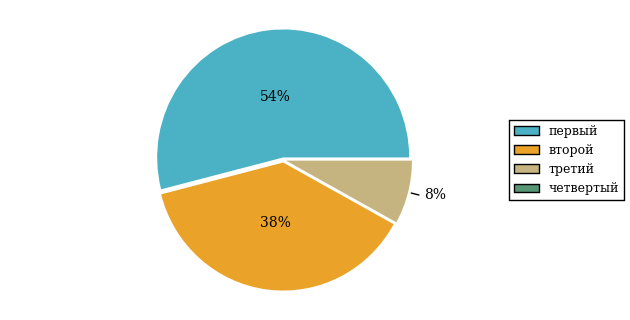 54%
38%
8%
первый
второй
третий
четвертый